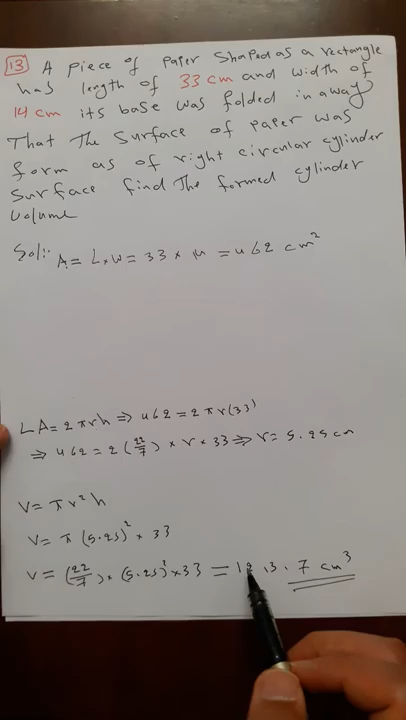 13 A piece of Paper Shaped as a rectangle
has length of 33 cm and width of
14 cm its base was folded in away
That The Surface of Paper was
form as of right circular cylinder
Surface find The formed cylinder
Volume
Sol:- A = L × W = 33 × 14 = 462 cm²
LA = 2πrh ⇒ 462 = 2πr(33)
⇒ 462 = 2(22/7) × r × 33 ⇒ r = 5.25 cm
V = πr²h
V = π(5.25)² × 33
V = (22/7) × (5.25)² × 33 = 3.7 cm³